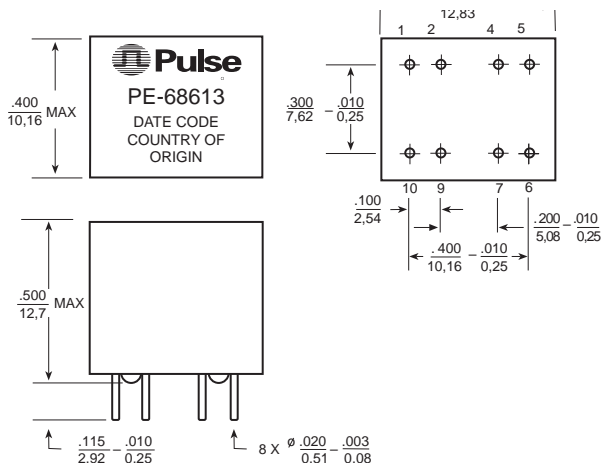 12,83
1 2 4 5
Pulse
PE-68613
DATE CODE
COUNTRY OF
ORIGIN
.400
10,16
MAX
.300
7,62
– .010
0,25
10 9 7 6
.100
2,54
.200
5,08
– .010
0,25
.400
10,16
– .010
0,25
.500
12,7
MAX
.115
2,92
– .010
0,25
8 X ø .020
0,51
– .003
0,08